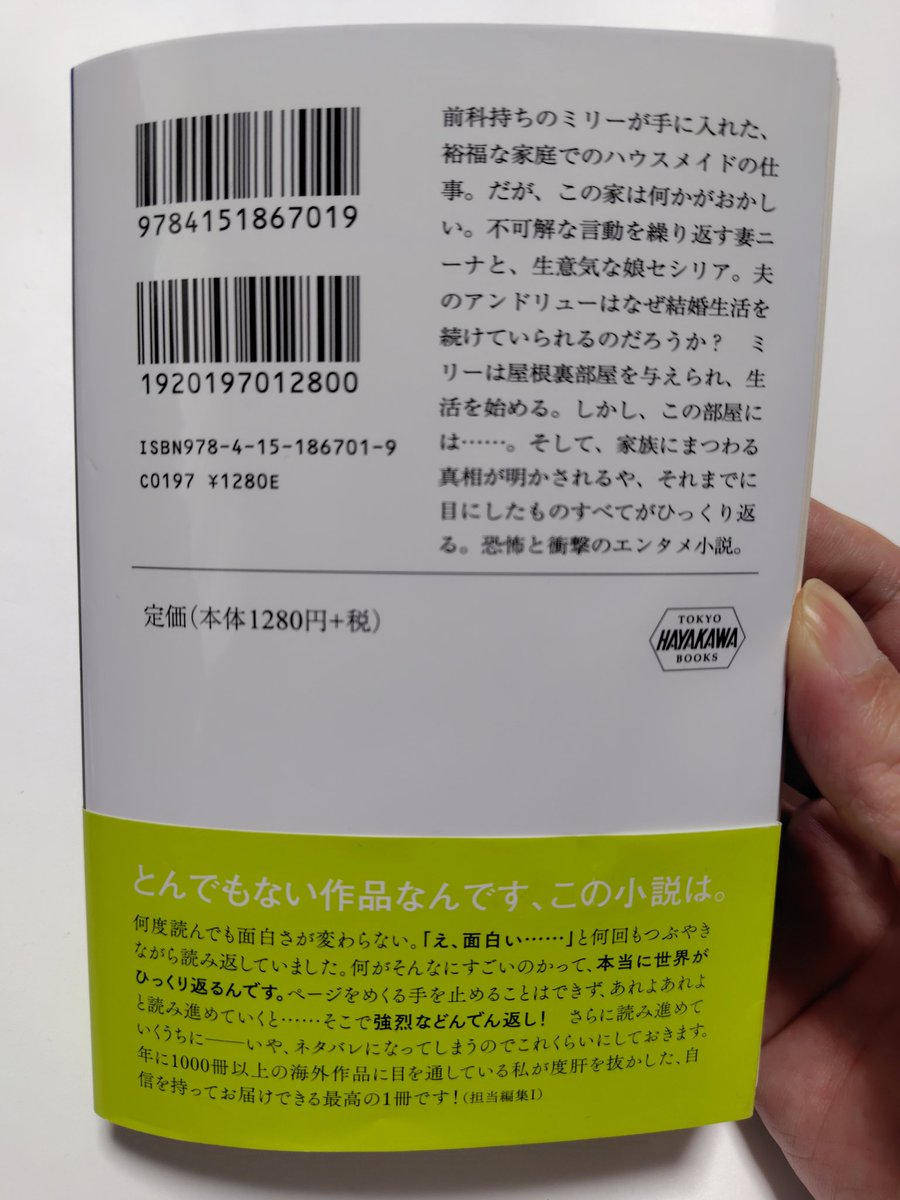 9784151867019
1920197012800
ISBN978-4-15-186701-9
C0197 ¥1280E
前科持ちのミリーが手に入れた、
裕福な家庭でのハウスメイドの仕
事。だが、この家は何かがおかし
い。不可解な言動を繰り返す妻ニ
ーナと、生意気な娘セシリア。夫
のアンドリューはなぜ結婚生活を
続けていられるのだろうか? ミ
リーは屋根裏部屋を与えられ、生
活を始める。しかし、この部屋に
は……。そして、家族にまつわる
真相が明かされるや、それまでに
目にしたものすべてがひっくり返
る。恐怖と衝撃のエンタメ小説。
定価(本体1280円+税)
TOKYO
HAYAKAWA
BOOKS
とんでもない作品なんです、この小説は。
何度読んでも面白さが変わらない。「え、面白い……」と何回もつぶやき
ながら読み返していました。何がそんなにすごいのかって、本当に世界が
ひっくり返るんです。ページをめくる手を止めることはできず、あれよあれよ
と読み進めていくと……そこで強烈などんでん返し! さらに読み進めて
いくうちに――いや、ネタバレになってしまうのでこれくらいにしておきます。
年に1000冊以上の海外作品に目を通している私が度肝を抜かした、自
信を持ってお届けできる最高の1冊です!(担当編集I)